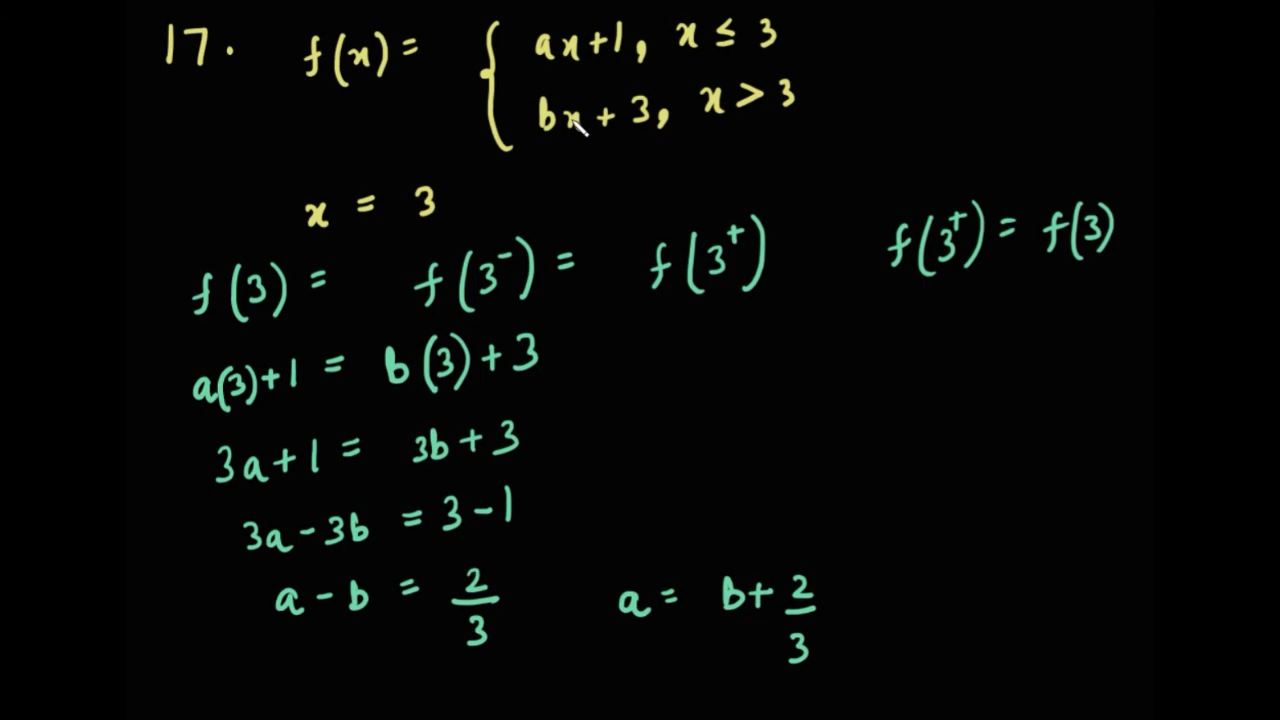 17. f(x) = { ax+1, x ≤ 3
bx + 3, x > 3
x = 3
f(3) = f(3⁻) = f(3⁺) f(3⁺) = f(3)
a(3)+1 = b(3)+3
3a+1 = 3b+3
3a-3b = 3-1
a-b = 2/3 a = b+2/3